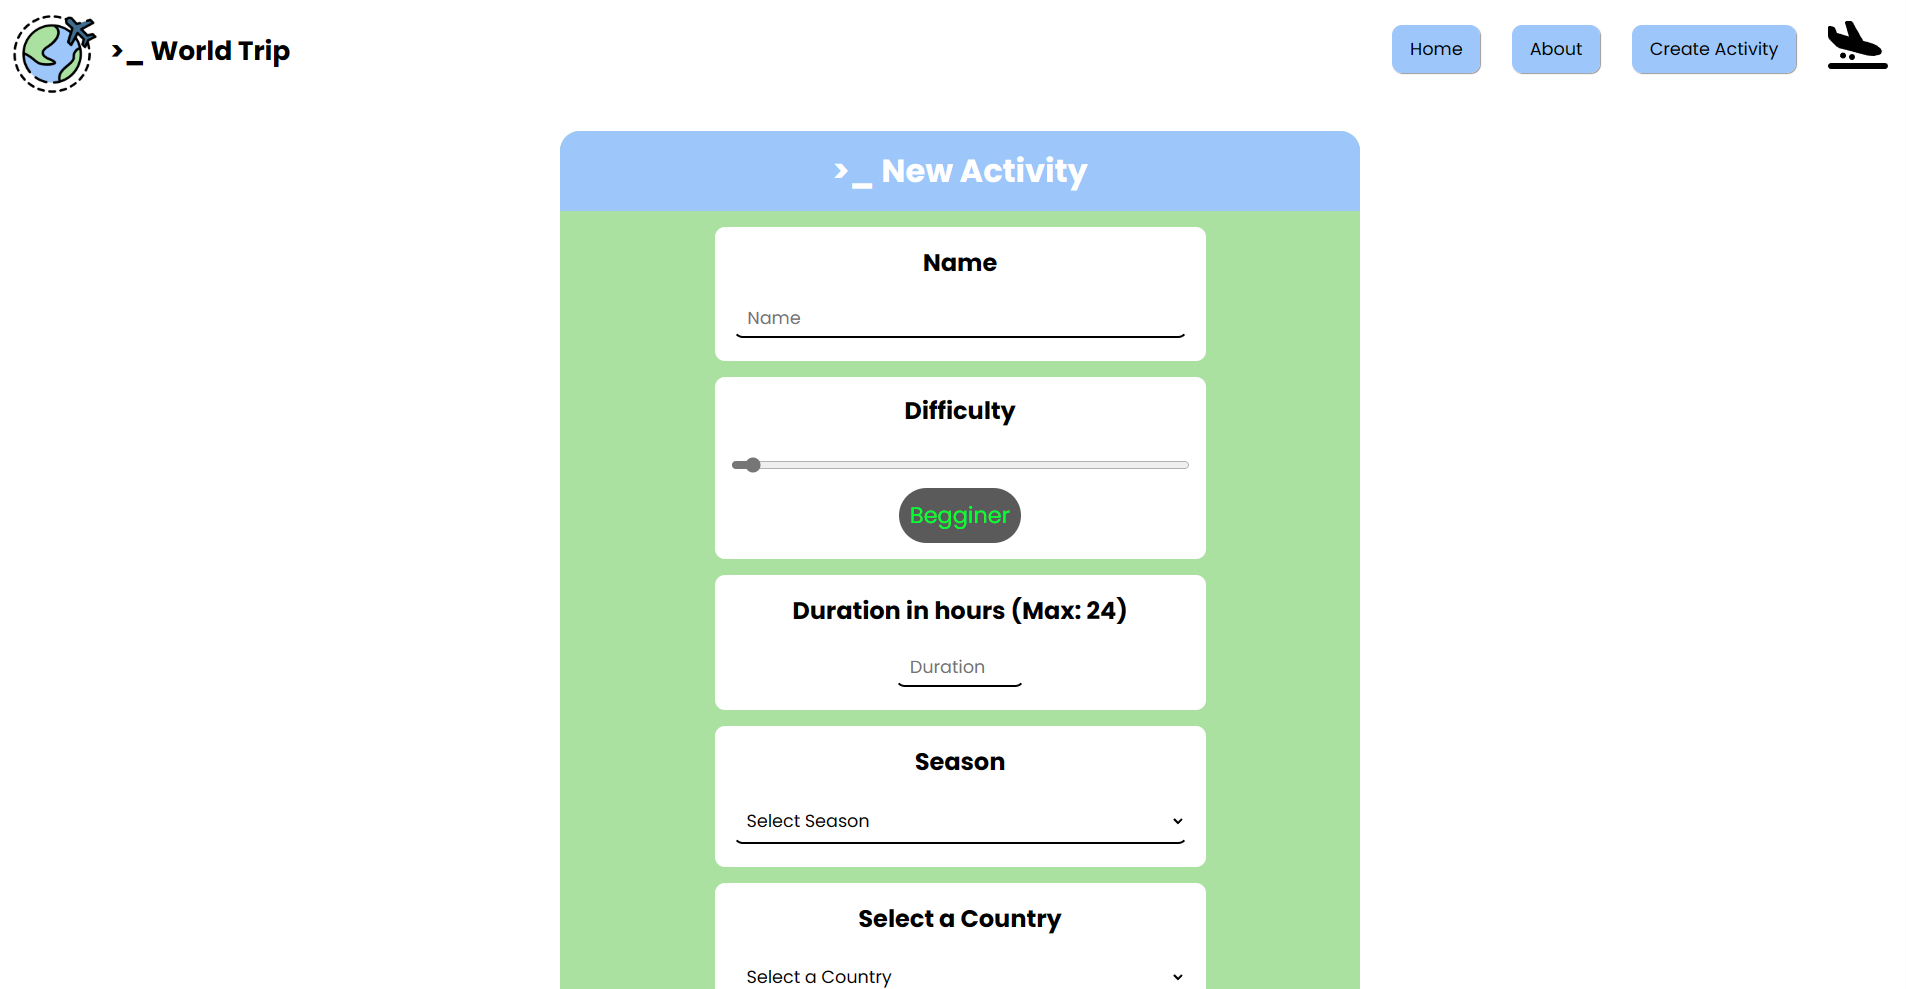 >_ World Trip
Home
About
Create Activity
>_ New Activity
Name
Name
Difficulty
Begginer
Duration in hours (Max: 24)
Duration
Season
Select Season
Select a Country
Select a Country